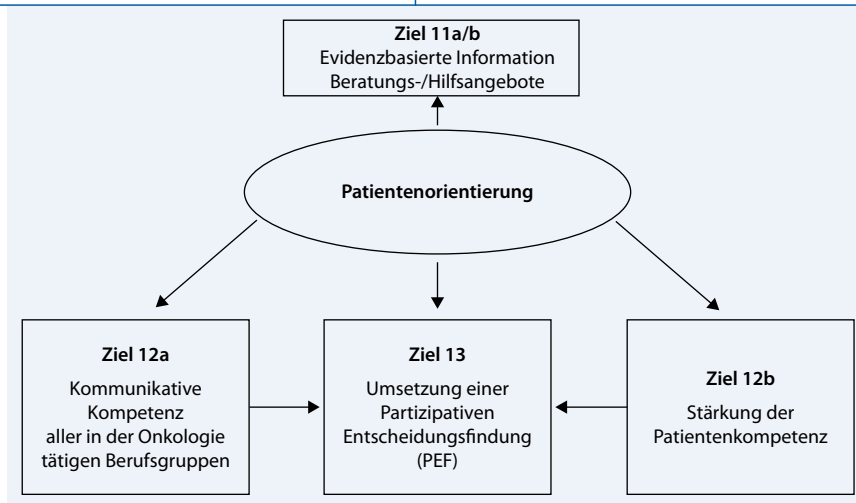 Ziel 11a/b
Evidenzbasierte Information
Beratungs-/Hilfsangebote
Patientenorientierung
Ziel 12a
Kommunikative
Kompetenz
aller in der Onkologie
tätigen Berufsgruppen
Ziel 13
Umsetzung einer
Partizipativen
Entscheidungsfindung
(PEF)
Ziel 12b
Stärkung der
Patientenkompetenz